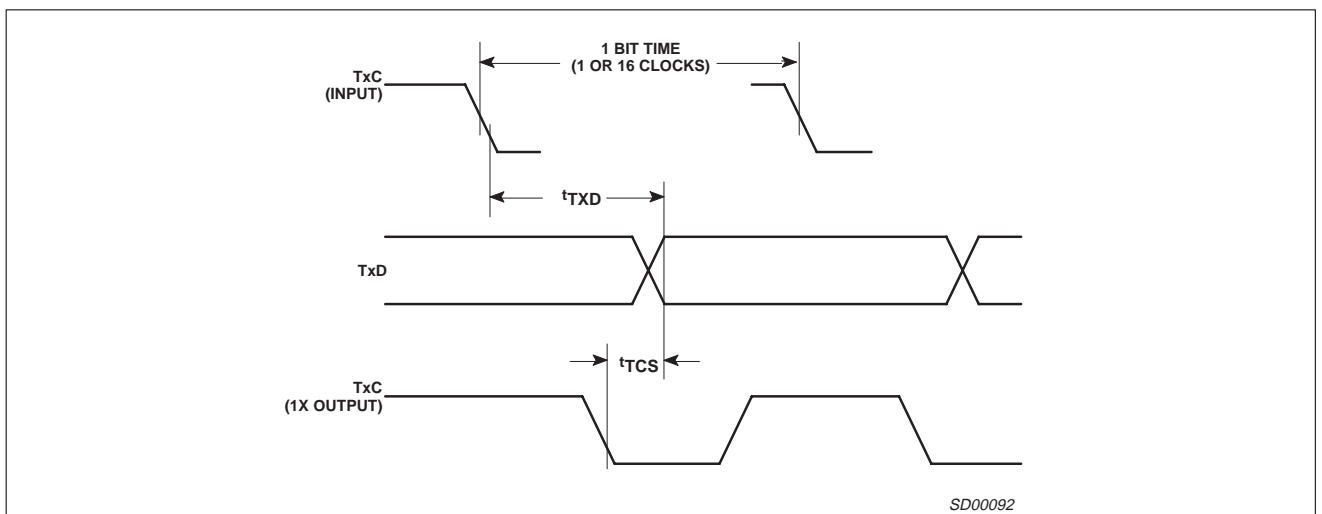 1 BIT TIME
(1 OR 16 CLOCKS)
TxC
(INPUT)
tTXD
TxD
tTCS
TxC
(1X OUTPUT)
SD00092